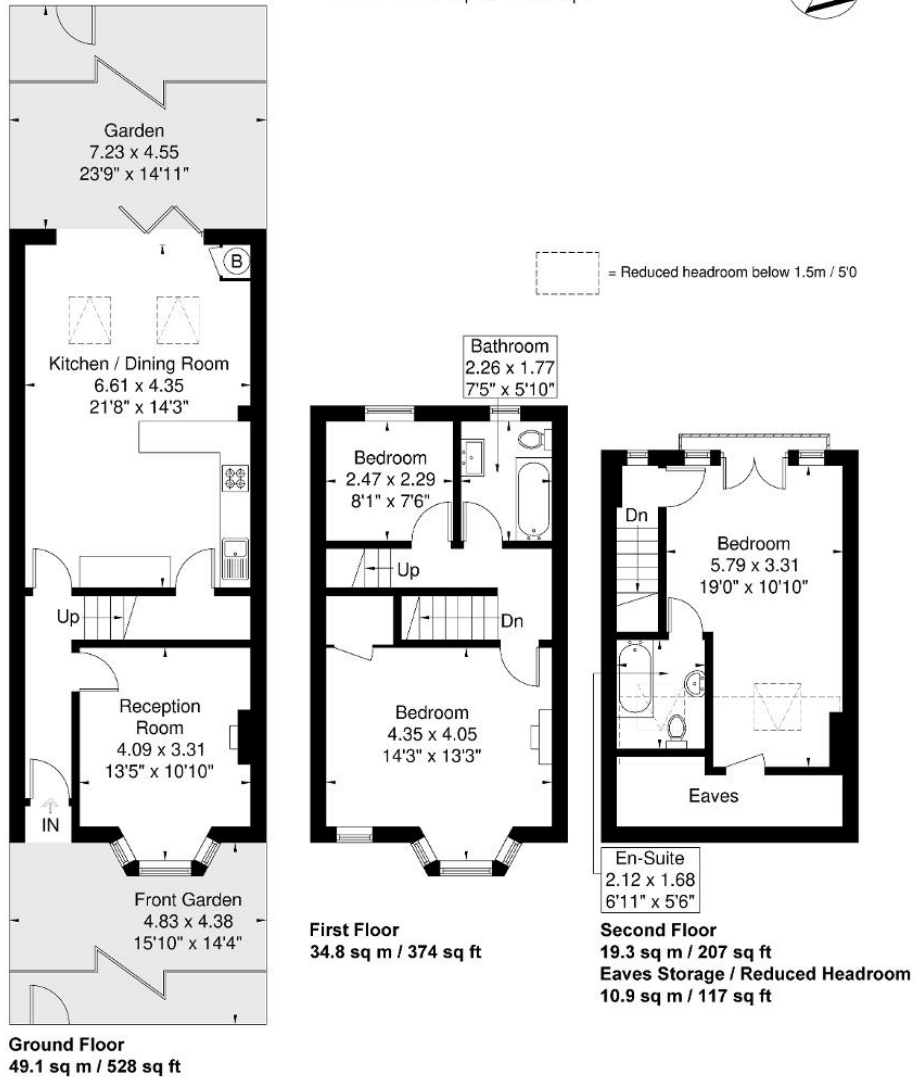 Garden
7.23 x 4.55
23'9" x 14'11"
B
= Reduced headroom below 1.5m / 5'0
Kitchen / Dining Room
6.61 x 4.35
21'8" x 14'3"
Up
Reception
Room
4.09 x 3.31
13'5" x 10'10"
IN
Front Garden
4.83 x 4.38
15'10" x 14'4"
Ground Floor
49.1 sq m / 528 sq ft
Bathroom
2.26 x 1.77
7'5" x 5'10"
Bedroom
2.47 x 2.29
8'1" x 7'6"
Up
Dn
Bedroom
4.35 x 4.05
14'3" x 13'3"
First Floor
34.8 sq m / 374 sq ft
Dn
Bedroom
5.79 x 3.31
19'0" x 10'10"
Eaves
En-Suite
2.12 x 1.68
6'11" x 5'6"
Second Floor
19.3 sq m / 207 sq ft
Eaves Storage / Reduced Headroom
10.9 sq m / 117 sq ft